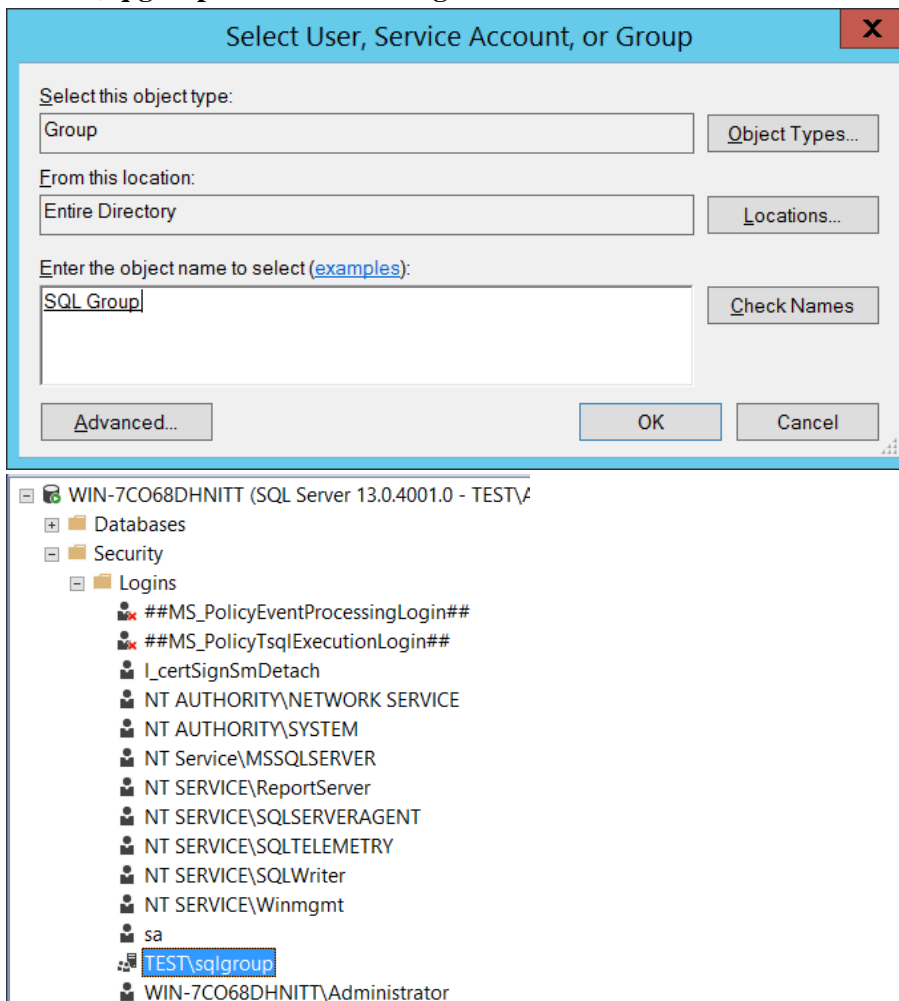 Select User, Service Account, or Group
X
Select this object type:
Group
Object Types...
From this location:
Entire Directory
Locations...
Enter the object name to select (examples):
SQL Group
Check Names
Advanced...
OK
Cancel
WIN-7CO68DHNITT (SQL Server 13.0.4001.0 - TEST\A
Databases
Security
Logins
##MS_PolicyEventProcessingLogin##
##MS_PolicyTsqlExecutionLogin##
l_certSignSmDetach
NT AUTHORITY\NETWORK SERVICE
NT AUTHORITY\SYSTEM
NT Service\MSSQLSERVER
NT SERVICE\ReportServer
NT SERVICE\SQLSERVERAGENT
NT SERVICE\SQLTELEMETRY
NT SERVICE\SQLWriter
NT SERVICE\Winmgmt
sa
TEST\sqlgroup
WIN-7CO68DHNITT\Administrator